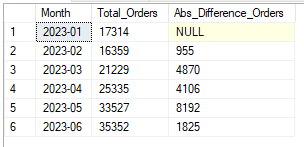 Month Total_Orders Abs_Difference_Orders
1 2023-01 17314 NULL
2 2023-02 16359 955
3 2023-03 21229 4870
4 2023-04 25335 4106
5 2023-05 33527 8192
6 2023-06 35352 1825